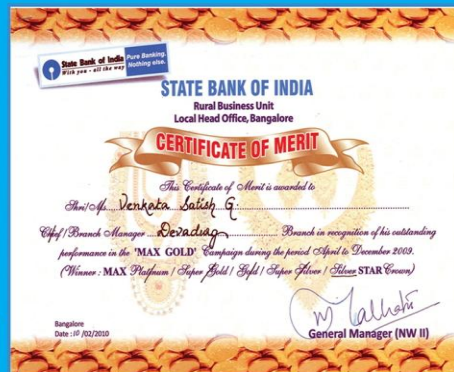 State Bank of India
With you - all the way
Pure Banking,
Nothing else.
STATE BANK OF INDIA
Rural Business Unit
Local Head Office, Bangalore
CERTIFICATE OF MERIT
This Certificate of Merit is awarded to
Shri/Ms. Venkata Satish G.
Chief/Branch Manager Devadiag Branch in recognition of his outstanding
performance in the 'MAX GOLD' Campaign during the period April to December 2009.
(Winner : MAX Platinum / Super Gold / Gold / Super Silver / Silver STAR Crown)
Bangalore
Date : 10 /02/2010
General Manager (NW II)